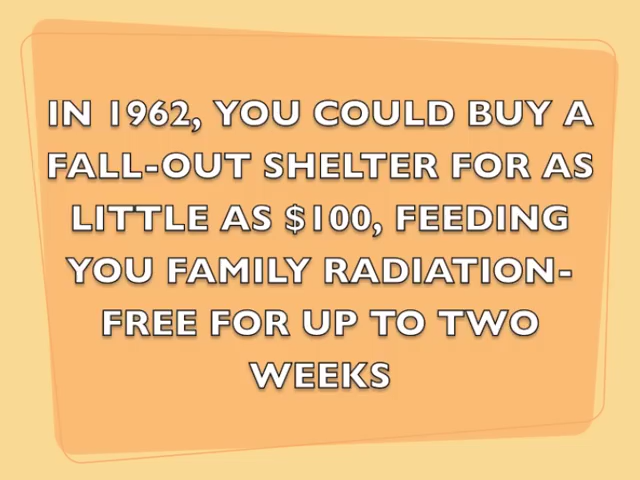 IN 1962, YOU COULD BUY A
FALL-OUT SHELTER FOR AS
LITTLE AS $100, FEEDING
YOU FAMILY RADIATION-
FREE FOR UP TO TWO
WEEKS